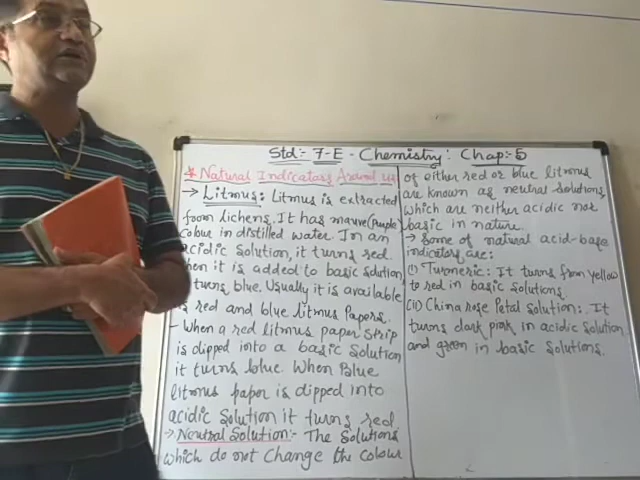 Std:- 7-E - Chemistry: Chap:-5
* Natural Indicators Around us
→ Litmus: Litmus is extracted
from lichens. It has mauve (Purple)
Colour in distilled water. In an
acidic Solution, it turns red.
hen it is added to basic solution,
turns blue. Usually it is available
red and blue litmus Papers.
- When a red litmus paper strip
is dipped into a basic Solution
it turns blue. When Blue
litmus paper is dipped into
acidic solution it turns red
→ Neutral Solution:- The Solutions
which do not Change the colour
of either red or blue litmus
are known as neutral solutions,
which are neither acidic nor
basic in nature.
→ Some of natural acid-base
indicators are:
(i) Turmeric: It turns from yellow
to red in basic solutions.
(ii) China rose Petal Solution:. It
turns dark pink in acidic solution
and green in basic solutions.